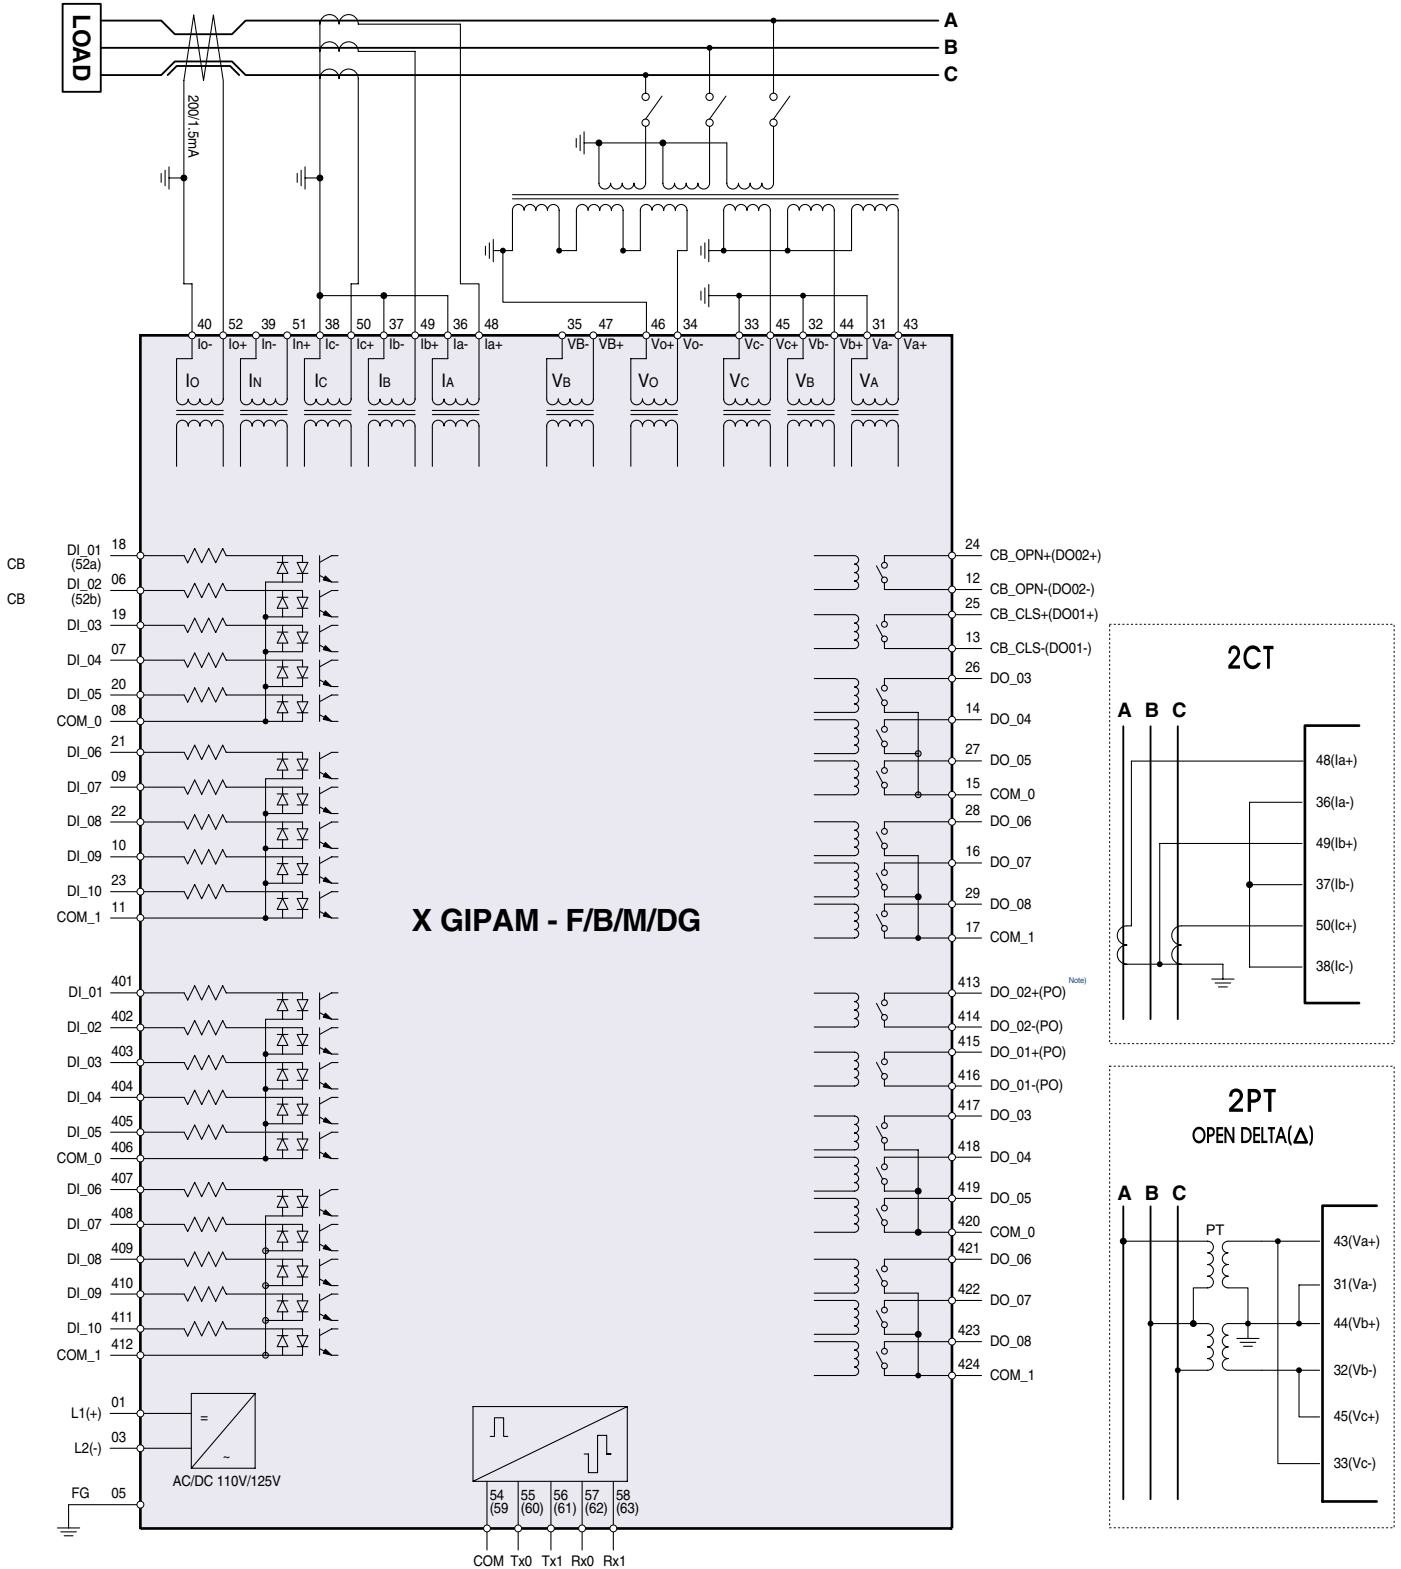 LOAD
A
B
C
200/1.5mA
40 52 39 51 38 50 37 49 36 48 35 47 46 34 33 45 32 44 31 43
Io- Io+ In- In+ Ic- Ic+ Ib- Ib+ Ia- Ia+ VB- VB+ Vo+ Vo- Vc- Vc+ Vb- Vb+ Va- Va+
IO IN IC IB IA VB VO VC VB VA
CB DI_01 18
(52a)
CB DI_02 06
(52b)
DI_03 19
DI_04 07
DI_05 20
COM_0 08
DI_06 21
DI_07 09
DI_08 22
DI_09 10
DI_10 23
COM_1 11
X GIPAM - F/B/M/DG
DI_01 401
DI_02 402
DI_03 403
DI_04 404
DI_05 405
COM_0 406
DI_06 407
DI_07 408
DI_08 409
DI_09 410
DI_10 411
COM_1 412
L1(+) 01
L2(-) 03
FG 05
=
~
AC/DC 110V/125V
54 55 56 57 58
(59 (60) (61) (62) (63)
COM Tx0 Tx1 Rx0 Rx1
24 CB_OPN+(DO02+)
12 CB_OPN-(DO02-)
25 CB_CLS+(DO01+)
13 CB_CLS-(DO01-)
26 DO_03
14 DO_04
27 DO_05
15 COM_0
28 DO_06
16 DO_07
29 DO_08
17 COM_1
413 DO_02+(PO) Note)
414 DO_02-(PO)
415 DO_01+(PO)
416 DO_01-(PO)
417 DO_03
418 DO_04
419 DO_05
420 COM_0
421 DO_06
422 DO_07
423 DO_08
424 COM_1
2CT
A B C
48(Ia+)
36(Ia-)
49(Ib+)
37(Ib-)
50(Ic+)
38(Ic-)
2PT
OPEN DELTA(Δ)
A B C
PT
43(Va+)
31(Va-)
44(Vb+)
32(Vb-)
45(Vc+)
33(Vc-)